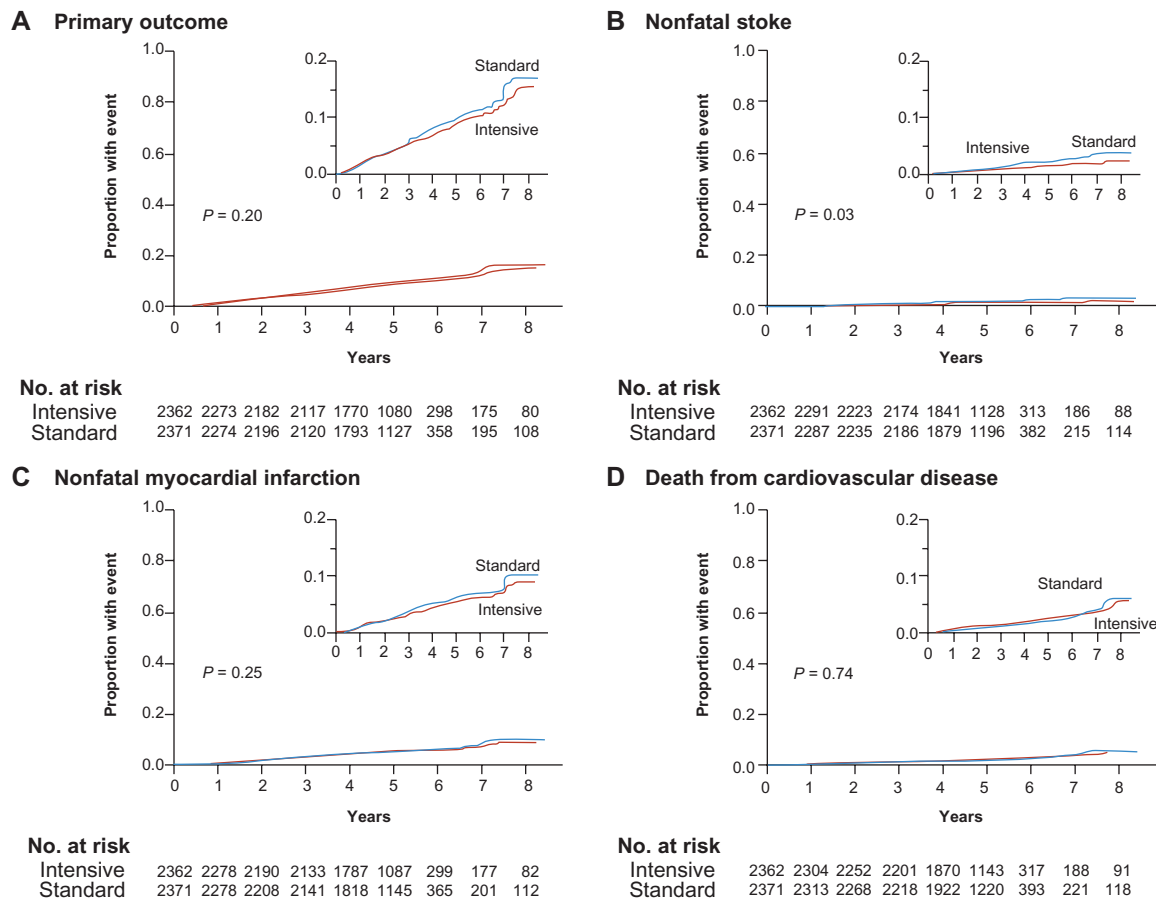 A Primary outcome
Proportion with event
1.0
0.8
0.6
0.4
0.2
0.0
0.2
0.1
0.0
Standard
Intensive
0 1 2 3 4 5 6 7 8
P = 0.20
0 1 2 3 4 5 6 7 8
Years
No. at risk
Intensive 2362 2273 2182 2117 1770 1080 298 175 80
Standard 2371 2274 2196 2120 1793 1127 358 195 108
B Nonfatal stoke
Proportion with event
1.0
0.8
0.6
0.4
0.2
0.0
0.2
0.1
0.0
Intensive Standard
0 1 2 3 4 5 6 7 8
P = 0.03
0 1 2 3 4 5 6 7 8
Years
No. at risk
Intensive 2362 2291 2223 2174 1841 1128 313 186 88
Standard 2371 2287 2235 2186 1879 1196 382 215 114
C Nonfatal myocardial infarction
Proportion with event
1.0
0.8
0.6
0.4
0.2
0.0
0.2
0.1
0.0
Standard
Intensive
0 1 2 3 4 5 6 7 8
P = 0.25
0 1 2 3 4 5 6 7 8
Years
No. at risk
Intensive 2362 2278 2190 2133 1787 1087 299 177 82
Standard 2371 2278 2208 2141 1818 1145 365 201 112
D Death from cardiovascular disease
Proportion with event
1.0
0.8
0.6
0.4
0.2
0.0
0.2
0.1
0.0
Standard
Intensive
0 1 2 3 4 5 6 7 8
P = 0.74
0 1 2 3 4 5 6 7 8
Years
No. at risk
Intensive 2362 2304 2252 2201 1870 1143 317 188 91
Standard 2371 2313 2268 2218 1922 1220 393 221 118